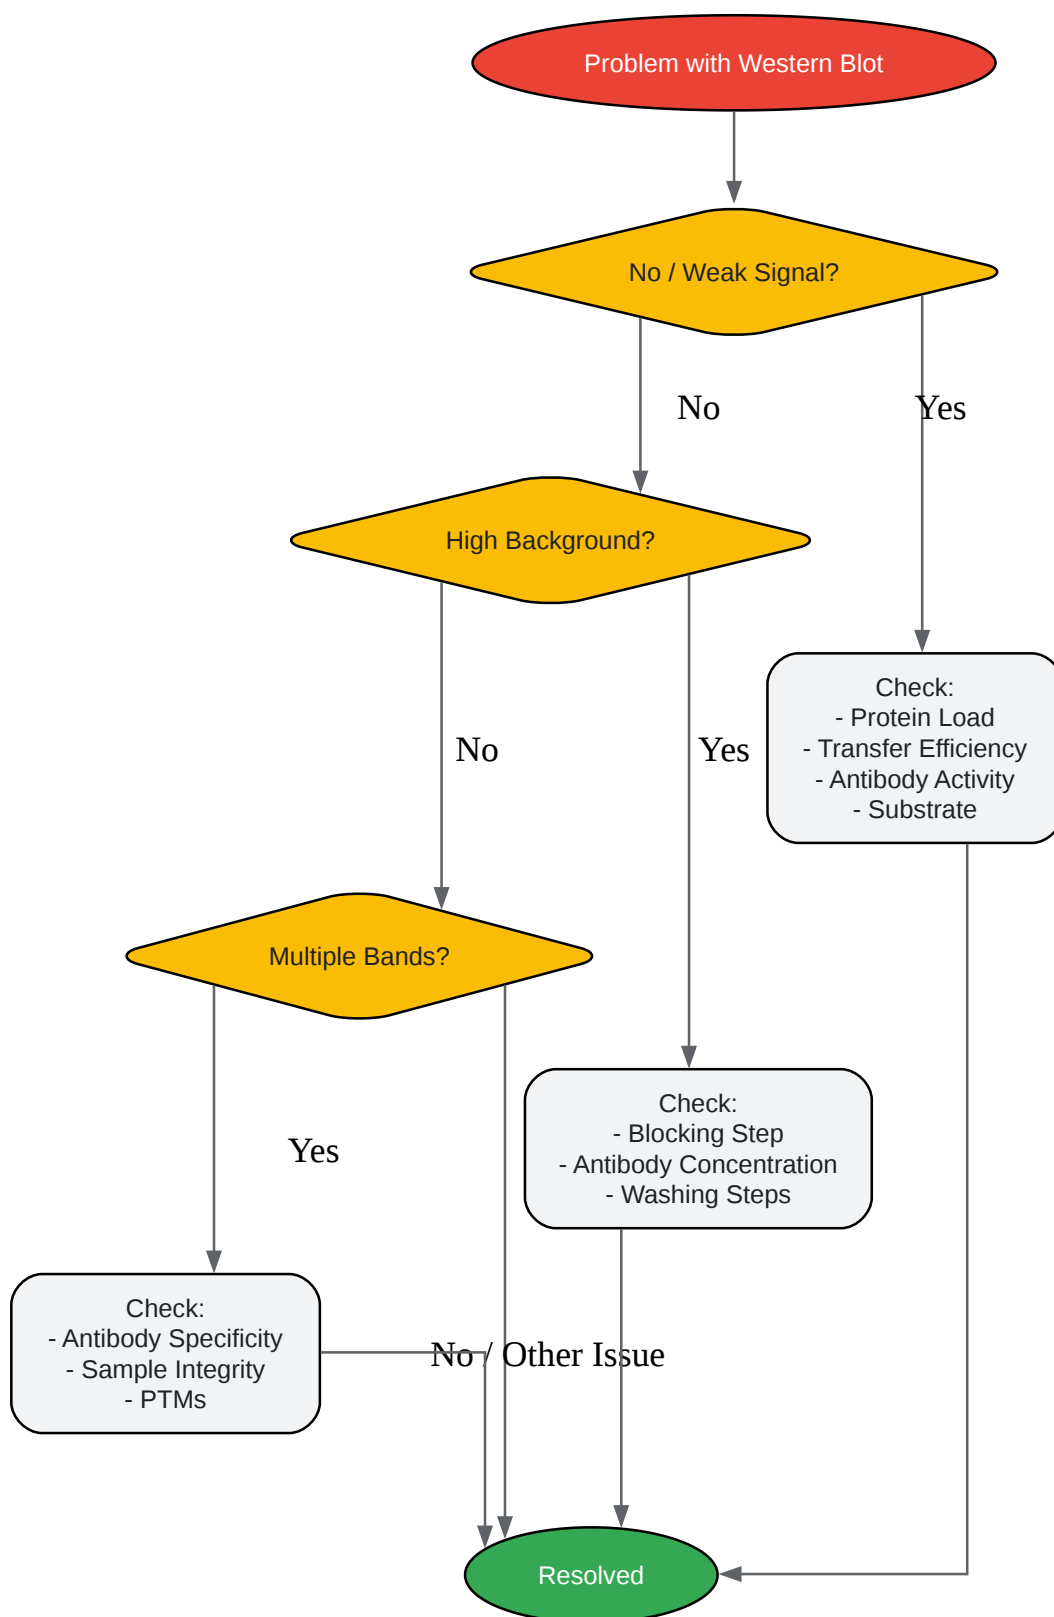 Problem with Western Blot
No / Weak Signal?
No
Yes
High Background?
Check:
- Protein Load
- Transfer Efficiency
- Antibody Activity
- Substrate
No
Yes
Multiple Bands?
Check:
- Blocking Step
- Antibody Concentration
- Washing Steps
Yes
Check:
- Antibody Specificity
- Sample Integrity
- PTMs
No / Other Issue
Resolved